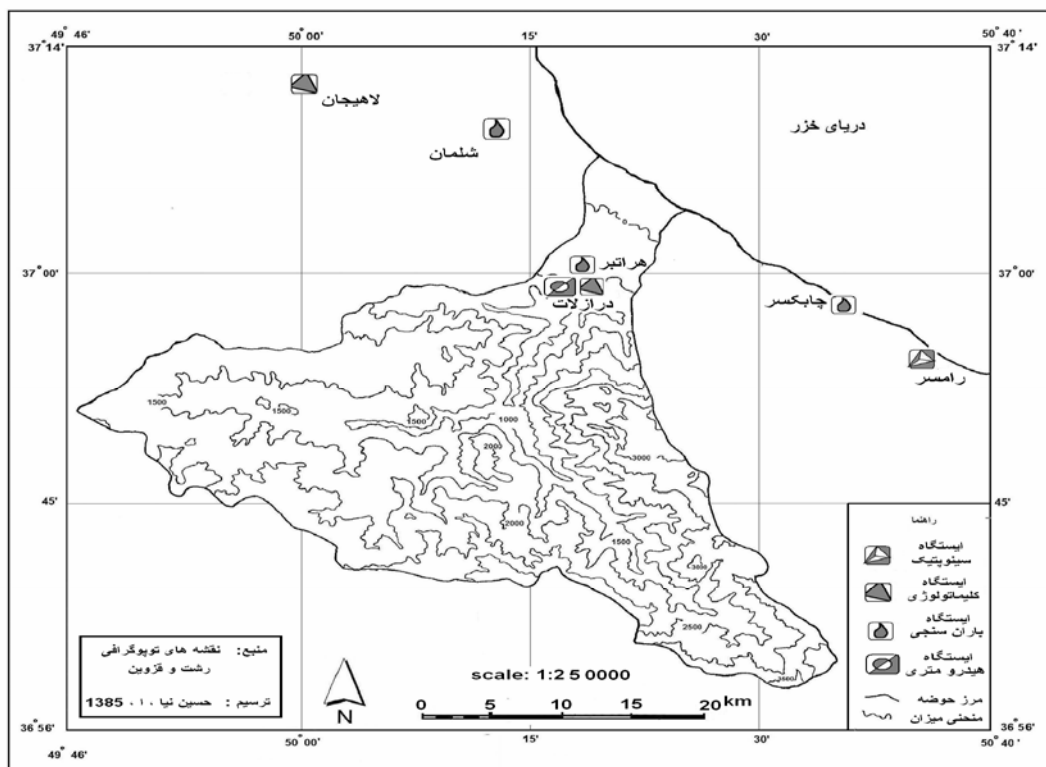 49° 46'
50° 00'
15'
30'
50° 40'
37° 14'
37° 14'
لاهیجان
شلمان
دریای خزر
0
37° 00'
37° 00'
هراتبر
درازلات
چابکسر
رامسر
1500
1500
1500
1000
2000
3000
45'
45'
2000
1500
3000
2500
3500
راهنما
ایستگاه
سینوپتیک
ایستگاه
کلیماتولوژی
ایستگاه
باران سنجی
ایستگاه
هیدرو متری
مرز حوضه
منحنی میزان
منبع: نقشه های توپوگرافی
رشت و قزوین
ترسیم : حسین نیا ۱۰. 1385
N
scale: 1:250000
0 5 10 15 20 km
36° 56'
36° 56'
49° 46'
50° 00'
15'
30'
50° 40'